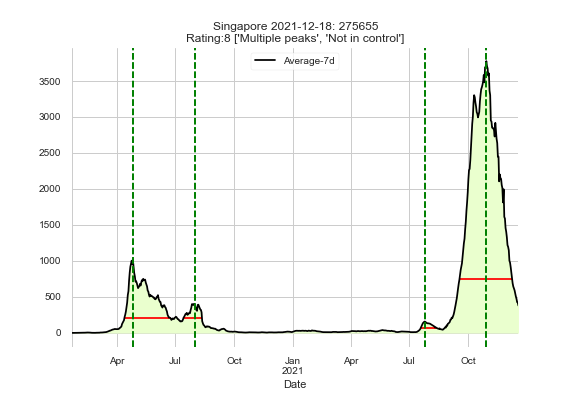 Singapore 2021-12-18: 275655
Rating:8 ['Multiple peaks', 'Not in control']
Average-7d
3500
3000
2500
2000
1500
1000
500
0
Apr Jul Oct Jan Apr Jul Oct
2021
Date